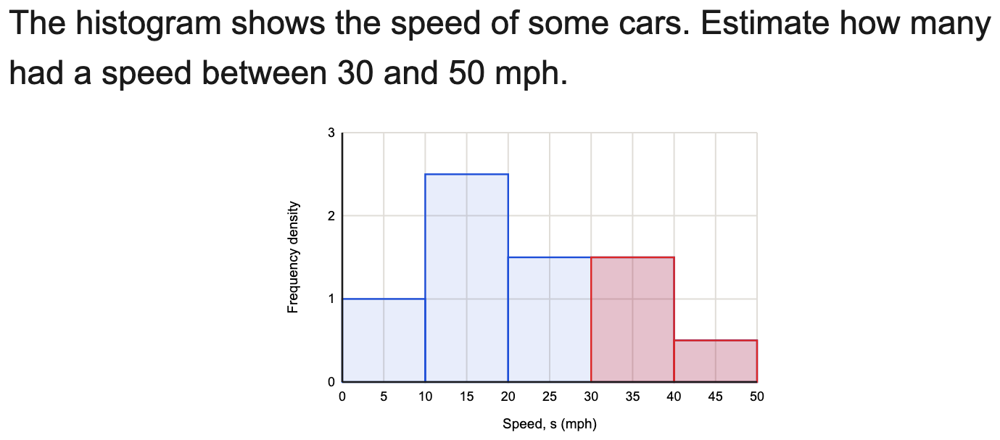 The histogram shows the speed of some cars. Estimate how many
had a speed between 30 and 50 mph.
3
2
1
0
Frequency density
0 5 10 15 20 25 30 35 40 45 50
Speed, s (mph)